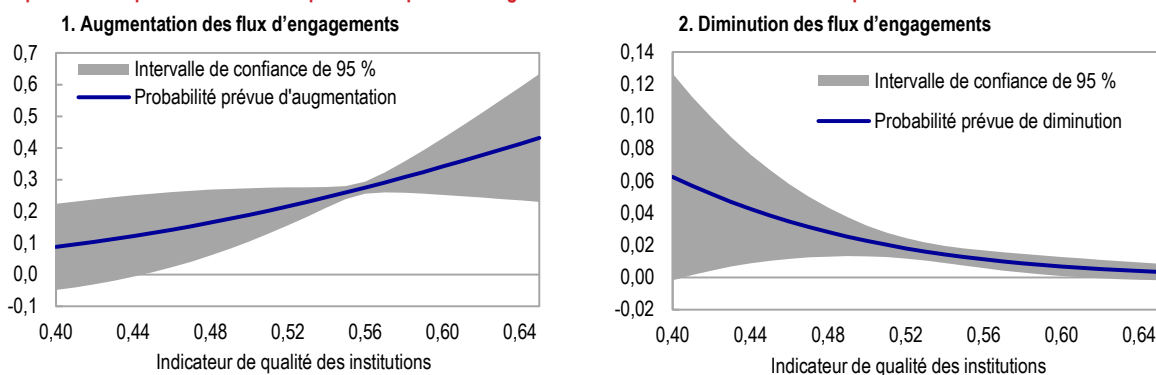 1. Augmentation des flux d'engagements
0,7
0,6
0,5
0,4
0,3
0,2
0,1
0,0
-0,1
Intervalle de confiance de 95 %
Probabilité prévue d'augmentation
0,40 0,44 0,48 0,52 0,56 0,60 0,64
Indicateur de qualité des institutions
2. Diminution des flux d'engagements
0,14
0,12
0,10
0,08
0,06
0,04
0,02
0,00
-0,02
Intervalle de confiance de 95 %
Probabilité prévue de diminution
0,40 0,44 0,48 0,52 0,56 0,60 0,64
Indicateur de qualité des institutions